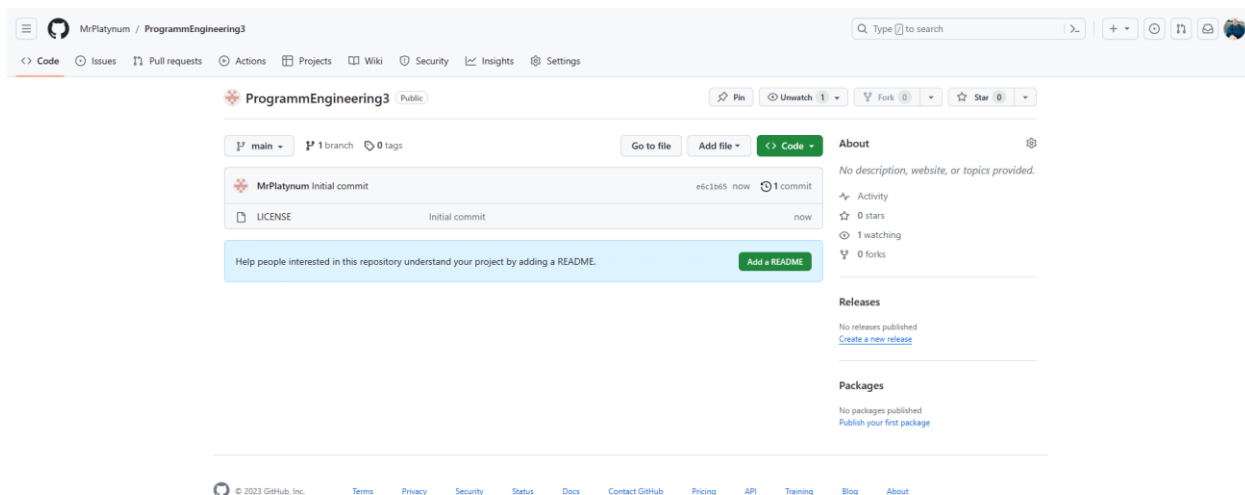 MrPlatynum / ProgrammEngineering3
Type / to search
<> Code Issues Pull requests Actions Projects Wiki Security Insights Settings
ProgrammEngineering3 Public
Pin Unwatch 1 Fork 0 Star 0
main 1 branch 0 tags Go to file Add file <> Code
MrPlatynum Initial commit e6c1b65 now 1 commit
LICENSE Initial commit now
Help people interested in this repository understand your project by adding a README. Add a README
About
No description, website, or topics provided.
Activity
0 stars
1 watching
0 forks
Releases
No releases published
Create a new release
Packages
No packages published
Publish your first package
© 2023 GitHub, Inc. Terms Privacy Security Status Docs Contact GitHub Pricing API Training Blog About